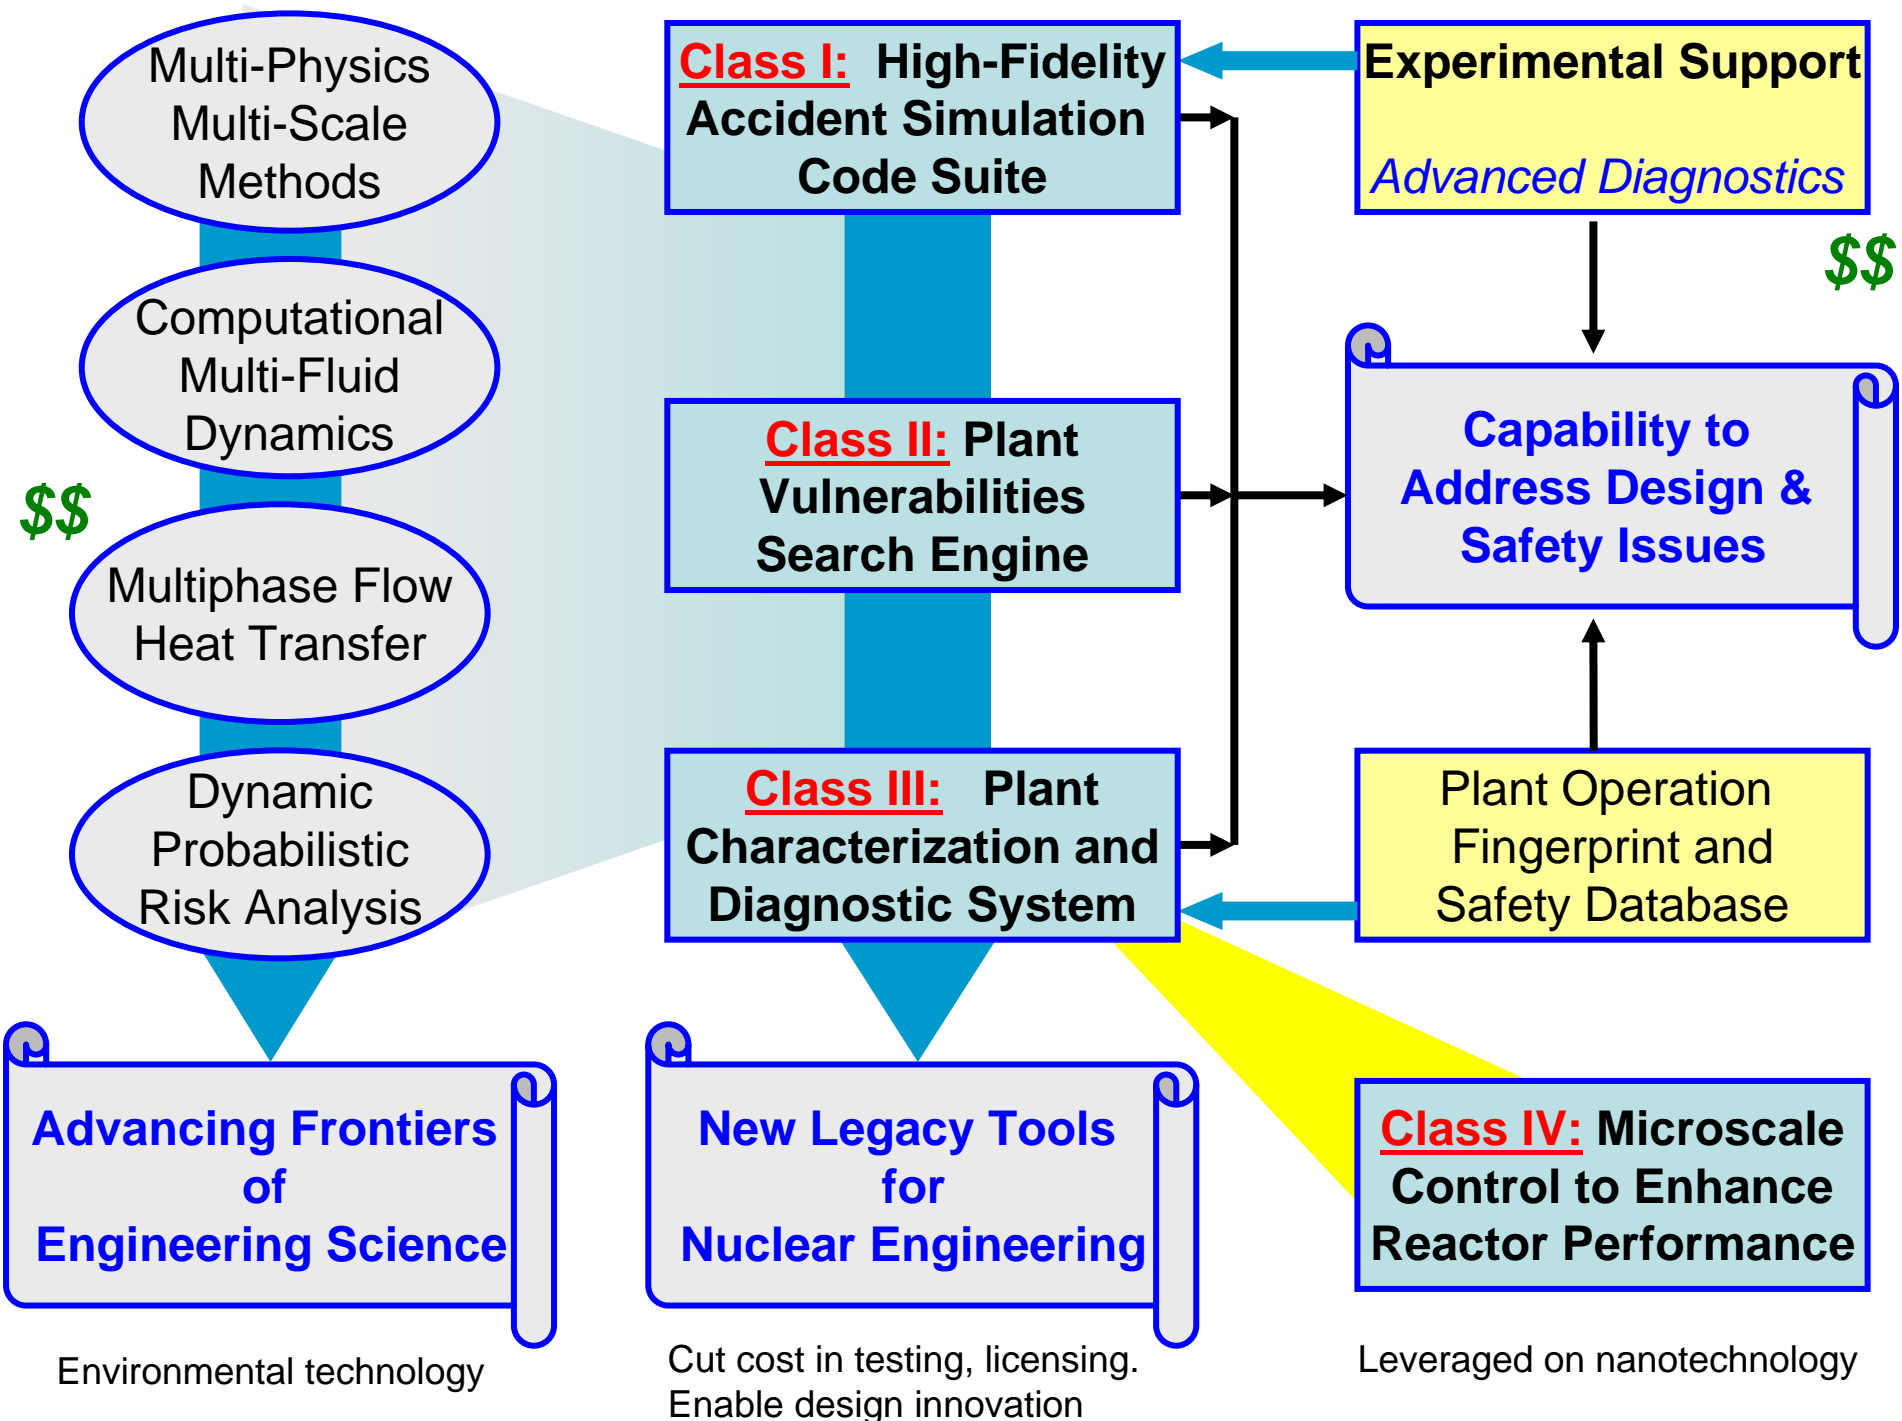 Multi-Physics
Multi-Scale
Methods
Computational
Multi-Fluid
Dynamics
$$
Multiphase Flow
Heat Transfer
Dynamic
Probabilistic
Risk Analysis
Advancing Frontiers
of
Engineering Science
Environmental technology
Class I: High-Fidelity
Accident Simulation
Code Suite
Class II: Plant
Vulnerabilities
Search Engine
Class III: Plant
Characterization and
Diagnostic System
New Legacy Tools
for
Nuclear Engineering
Cut cost in testing, licensing.
Enable design innovation
Experimental Support
Advanced Diagnostics
$$
Capability to
Address Design &
Safety Issues
Plant Operation
Fingerprint and
Safety Database
Class IV: Microscale
Control to Enhance
Reactor Performance
Leveraged on nanotechnology